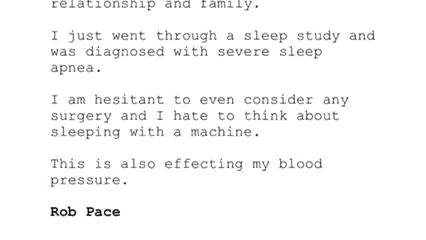 relationship and family.
I just went through a sleep study and
was diagnosed with severe sleep
apnea.
I am hesitant to even consider any
surgery and I hate to think about
sleeping with a machine.
This is also effecting my blood
pressure.
Rob Pace